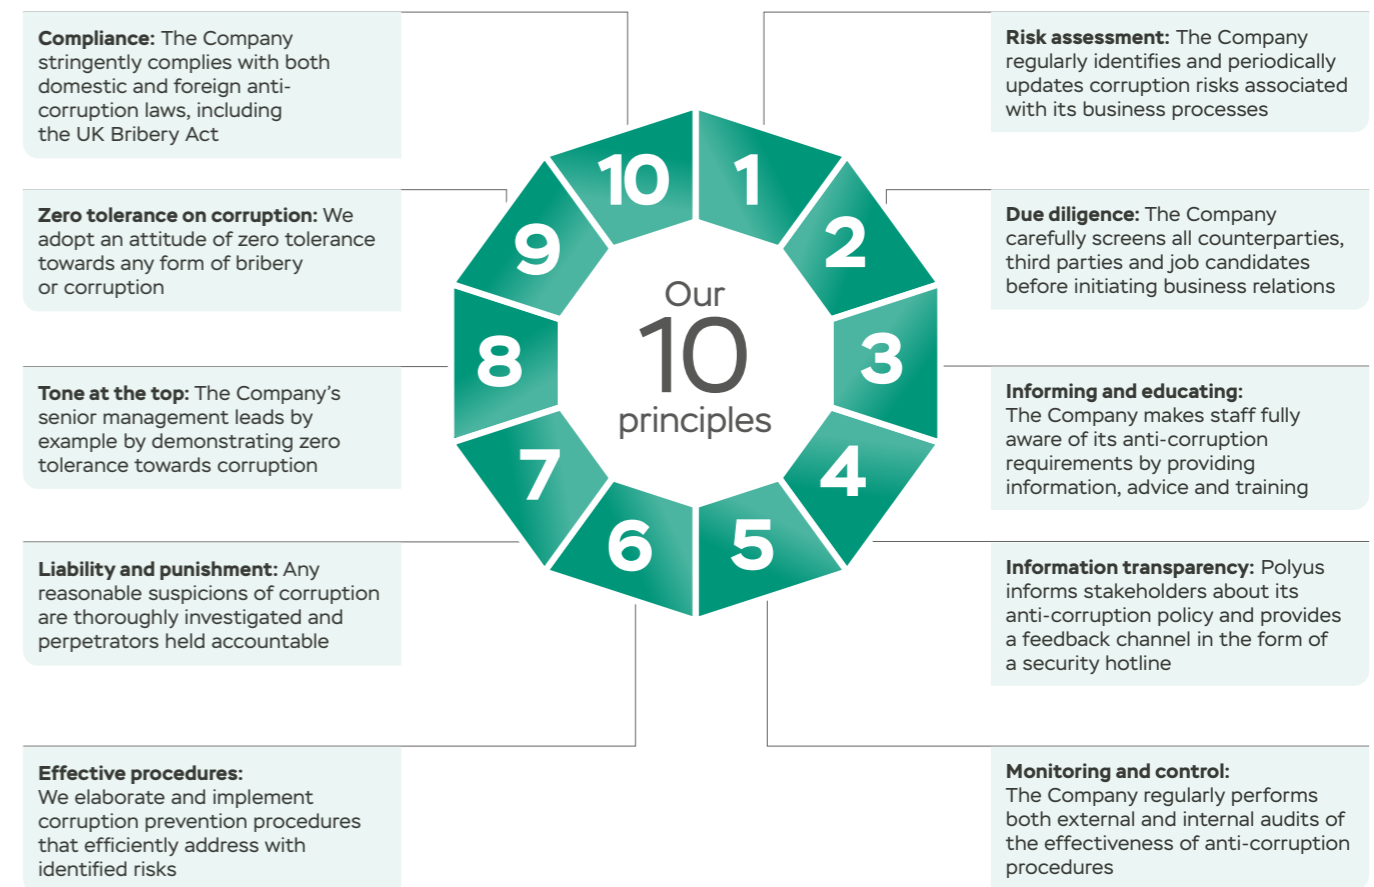 Compliance: The Company
stringently complies with both
domestic and foreign anti-
corruption laws, including
the UK Bribery Act
Zero tolerance on corruption: We
adopt an attitude of zero tolerance
towards any form of bribery
or corruption
Tone at the top: The Company’s
senior management leads by
example by demonstrating zero
tolerance towards corruption
Liability and punishment: Any
reasonable suspicions of corruption
are thoroughly investigated and
perpetrators held accountable
Effective procedures:
We elaborate and implement
corruption prevention procedures
that efficiently address with
identified risks
10
1
9
2
8
3
7
4
6
5
Our
10
principles
Risk assessment: The Company
regularly identifies and periodically
updates corruption risks associated
with its business processes
Due diligence: The Company
carefully screens all counterparties,
third parties and job candidates
before initiating business relations
Informing and educating:
The Company makes staff fully
aware of its anti-corruption
requirements by providing
information, advice and training
Information transparency: Polyus
informs stakeholders about its
anti-corruption policy and provides
a feedback channel in the form of
a security hotline
Monitoring and control:
The Company regularly performs
both external and internal audits of
the effectiveness of anti-corruption
procedures